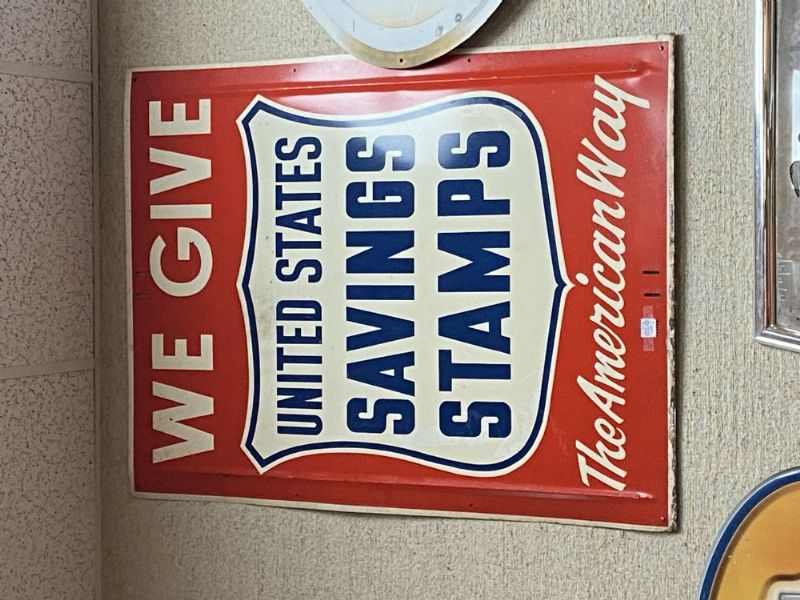 WE GIVE
UNITED STATES
SAVINGS
STAMPS
The American Way